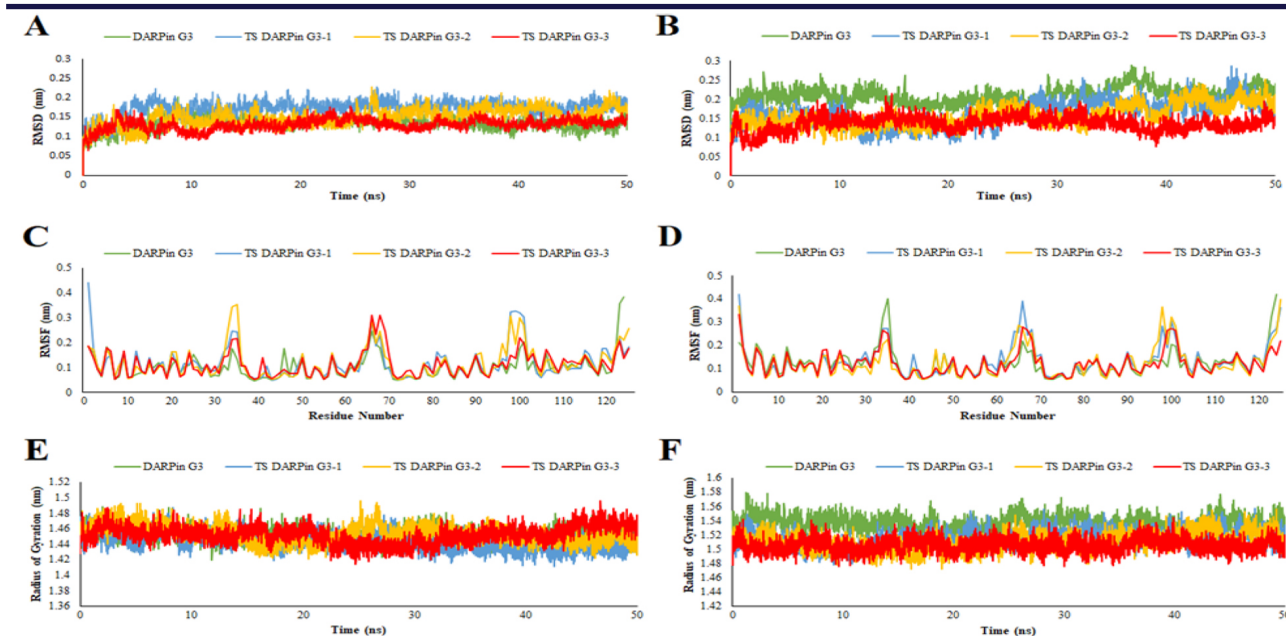 A
DARPin G3 TS DARPin G3-1 TS DARPin G3-2 TS DARPin G3-3
RMSD (nm)
0.3
0.25
0.2
0.15
0.1
0.05
0
0 10 20 30 40 50
Time (ns)
B
DARPin G3 TS DARPin G3-1 TS DARPin G3-2 TS DARPin G3-3
RMSD (nm)
0.3
0.25
0.2
0.15
0.1
0.05
0
0 10 20 30 40 50
Time (ns)
C
DARPin G3 TS DARPin G3-1 TS DARPin G3-2 TS DARPin G3-3
RMSF (nm)
0.5
0.4
0.3
0.2
0.1
0
0 10 20 30 40 50 60 70 80 90 100 110 120
Residue Number
D
DARPin G3 TS DARPin G3-1 TS DARPin G3-2 TS DARPin G3-3
RMSF (nm)
0.5
0.4
0.3
0.2
0.1
0
0 10 20 30 40 50 60 70 80 90 100 110 120
Residue Number
E
DARPin G3 TS DARPin G3-1 TS DARPin G3-2 TS DARPin G3-3
Radius of Gyration (nm)
1.52
1.5
1.48
1.46
1.44
1.42
1.4
1.38
1.36
0 10 20 30 40 50
Time (ns)
F
DARPin G3 TS DARPin G3-1 TS DARPin G3-2 TS DARPin G3-3
Radius of Gyration (nm)
1.6
1.58
1.56
1.54
1.52
1.5
1.48
1.46
1.44
1.42
0 10 20 30 40 50
Time (ns)